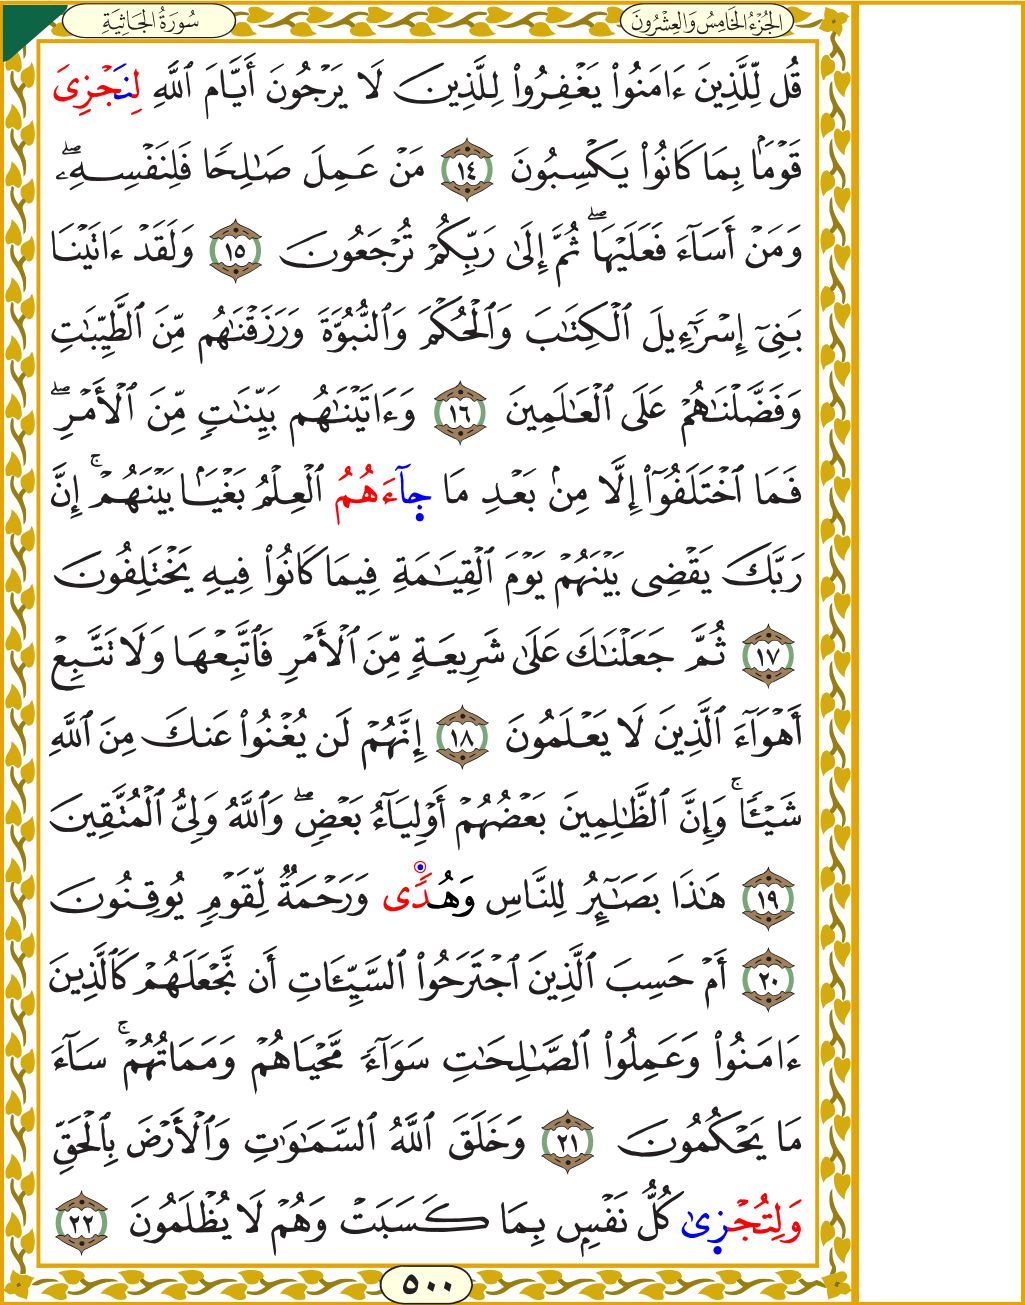 سُورَةُ الجَاثِيَةِ
الجُزْءُ الخَامِسُ وَالعِشْرُونَ
قُل لِّلَّذِينَ ءَامَنُوا۟ يَغْفِرُوا۟ لِلَّذِينَ لَا يَرْجُونَ أَيَّامَ ٱللَّهِ لِنَجْزِىَ
قَوْمًۢا بِمَا كَانُوا۟ يَكْسِبُونَ ١٤ مَنْ عَمِلَ صَـٰلِحًا فَلِنَفْسِهِۦۖ
وَمَنْ أَسَآءَ فَعَلَيْهَاۖ ثُمَّ إِلَىٰ رَبِّكُمْ تُرْجَعُونَ ١٥ وَلَقَدْ ءَاتَيْنَا
بَنِىٓ إِسْرَٰٓءِيلَ ٱلْكِتَـٰبَ وَٱلْحُكْمَ وَٱلنُّبُوَّةَ وَرَزَقْنَـٰهُم مِّنَ ٱلطَّيِّبَـٰتِ
وَفَضَّلْنَـٰهُمْ عَلَى ٱلْعَـٰلَمِينَ ١٦ وَءَاتَيْنَـٰهُم بَيِّنَـٰتٍ مِّنَ ٱلْأَمْرِۖ
فَمَا ٱخْتَلَفُوٓا۟ إِلَّا مِنۢ بَعْدِ مَا جَآءَهُمُ ٱلْعِلْمُ بَغْيًۢا بَيْنَهُمْۚ إِنَّ
رَبَّكَ يَقْضِى بَيْنَهُمْ يَوْمَ ٱلْقِيَـٰمَةِ فِيمَا كَانُوا۟ فِيهِ يَخْتَلِفُونَ
١٧ ثُمَّ جَعَلْنَـٰكَ عَلَىٰ شَرِيعَةٍ مِّنَ ٱلْأَمْرِ فَٱتَّبِعْهَا وَلَا تَتَّبِعْ
أَهْوَآءَ ٱلَّذِينَ لَا يَعْلَمُونَ ١٨ إِنَّهُمْ لَن يُغْنُوا۟ عَنكَ مِنَ ٱللَّهِ
شَيْـًٔاۚ وَإِنَّ ٱلظَّـٰلِمِينَ بَعْضُهُمْ أَوْلِيَآءُ بَعْضٍۖ وَٱللَّهُ وَلِىُّ ٱلْمُتَّقِينَ
١٩ هَـٰذَا بَصَـٰٓئِرُ لِلنَّاسِ وَهُدًى وَرَحْمَةٌ لِّقَوْمٍ يُوقِنُونَ
٢٠ أَمْ حَسِبَ ٱلَّذِينَ ٱجْتَرَحُوا۟ ٱلسَّيِّـَٔاتِ أَن نَّجْعَلَهُمْ كَٱلَّذِينَ
ءَامَنُوا۟ وَعَمِلُوا۟ ٱلصَّـٰلِحَـٰتِ سَوَآءً مَّحْيَاهُمْ وَمَمَاتُهُمْۚ سَآءَ
مَا يَحْكُمُونَ ٢١ وَخَلَقَ ٱللَّهُ ٱلسَّمَـٰوَٰتِ وَٱلْأَرْضَ بِٱلْحَقِّ
وَلِتُجْزَىٰ كُلُّ نَفْسٍۭ بِمَا كَسَبَتْ وَهُمْ لَا يُظْلَمُونَ ٢٢
٥٠٠